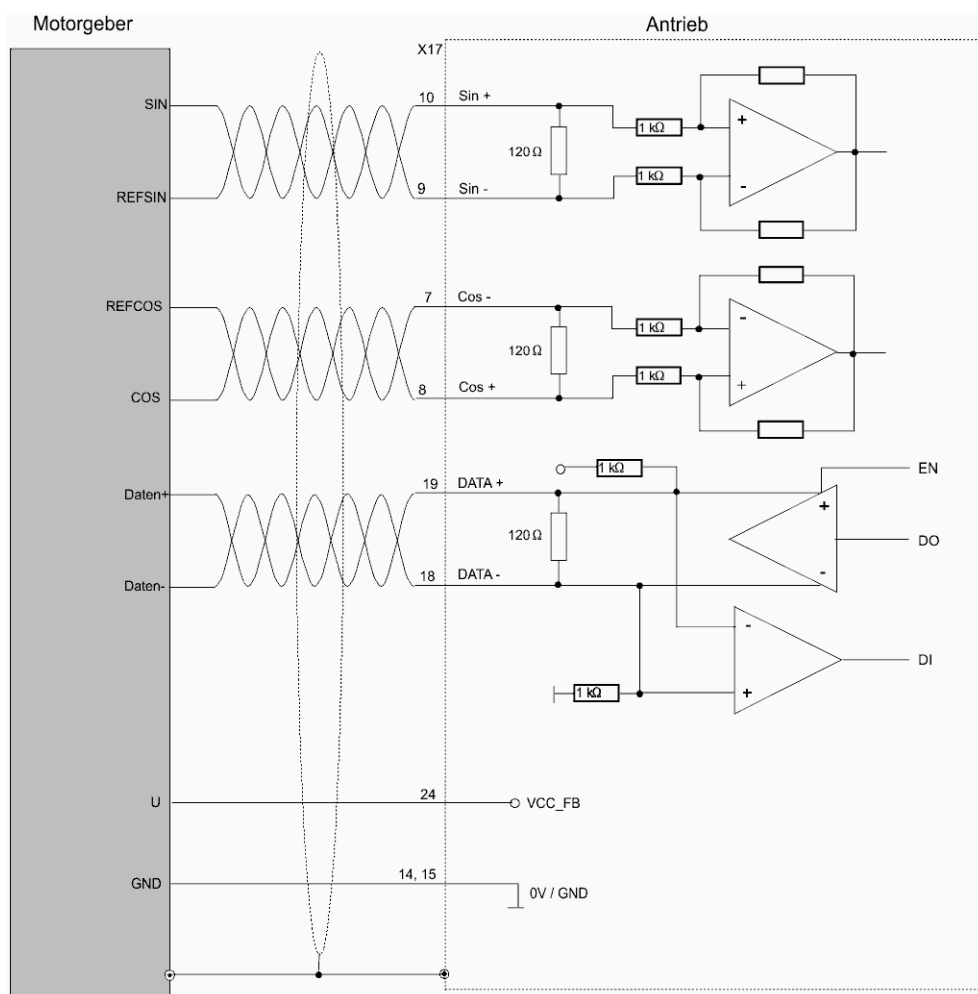 Motorgeber
Antrieb
X17
SIN
10
Sin +
1 kΩ
+
120 Ω
1 kΩ
-
REFSIN
9
Sin -
REFCOS
7
Cos -
1 kΩ
-
120 Ω
1 kΩ
+
COS
8
Cos +
1 kΩ
EN
Daten+
19
DATA +
+
120 Ω
DO
-
Daten-
18
DATA -
-
DI
1 kΩ
+
U
24
VCC_FB
GND
14, 15
0V / GND